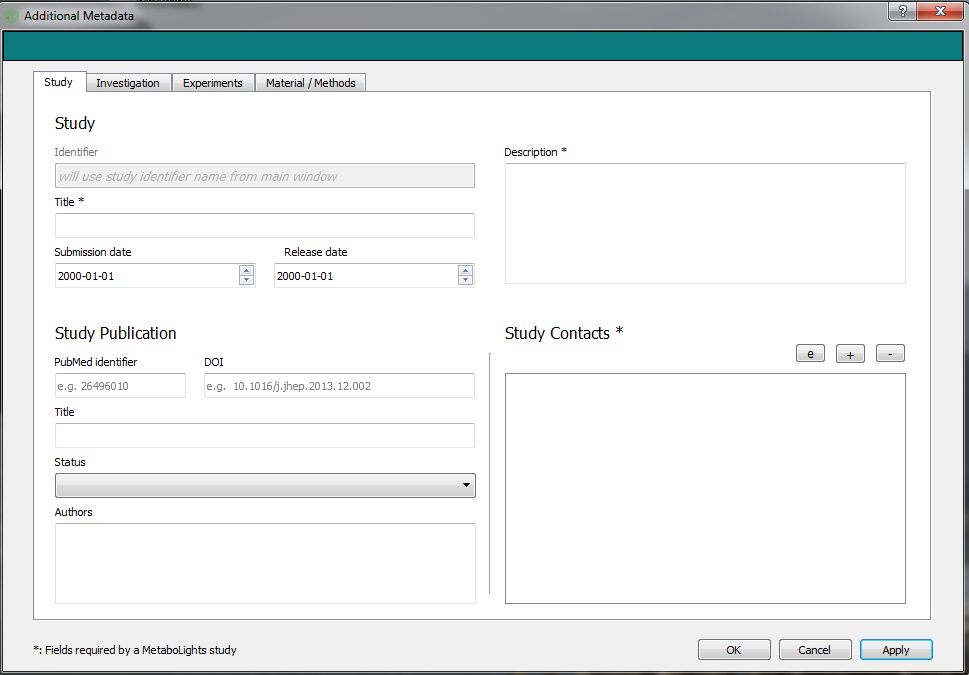 Additional Metadata
?
Study
Investigation
Experiments
Material / Methods
Study
Identifier
will use study identifier name from main window
Title *
Submission date
Release date
2000-01-01
2000-01-01
Description *
Study Publication
PubMed identifier
DOI
e.g. 26496010
e.g. 10.1016/j.jhep.2013.12.002
Title
Status
Authors
Study Contacts *
e
+
-
*: Fields required by a MetaboLights study
OK
Cancel
Apply